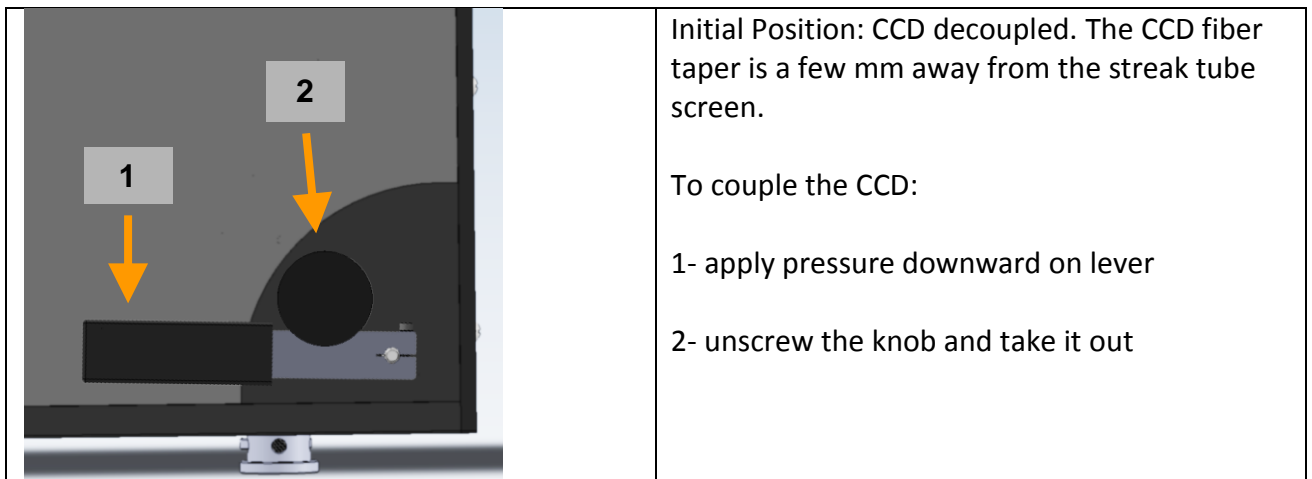 1
2
Initial Position: CCD decoupled. The CCD fiber
taper is a few mm away from the streak tube
screen.
To couple the CCD:
1- apply pressure downward on lever
2- unscrew the knob and take it out